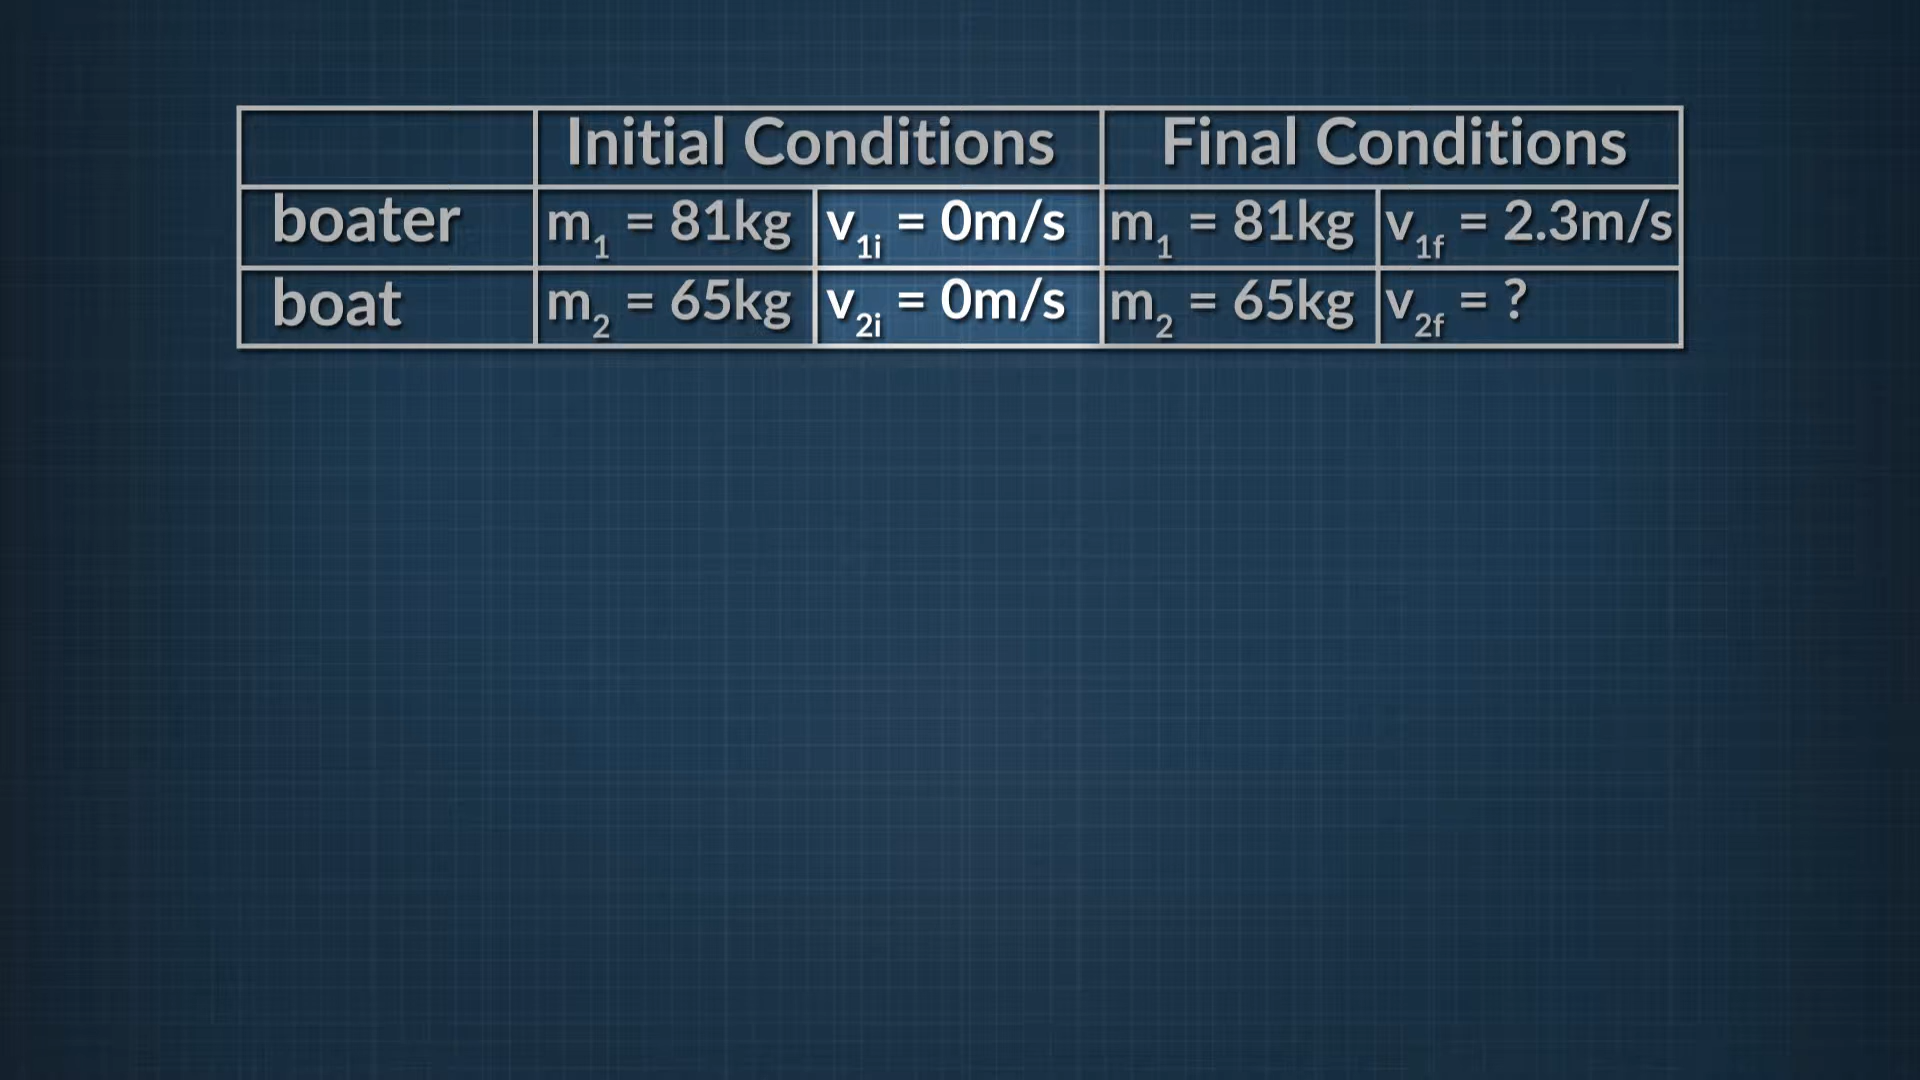 Initial Conditions Final Conditions
boater m₁ = 81kg v₁ᵢ = 0m/s m₁ = 81kg v1f = 2.3m/s
boat m₂ = 65kg v₂ᵢ = 0m/s m₂ = 65kg v2f = ?